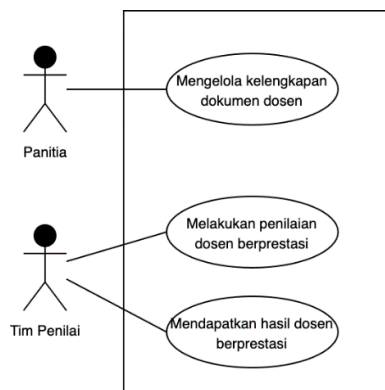 Mengelola kelengkapan
dokumen dosen
Panitia
Melakukan penilaian
dosen berprestasi
Tim Penilai
Mendapatkan hasil dosen
berprestasi